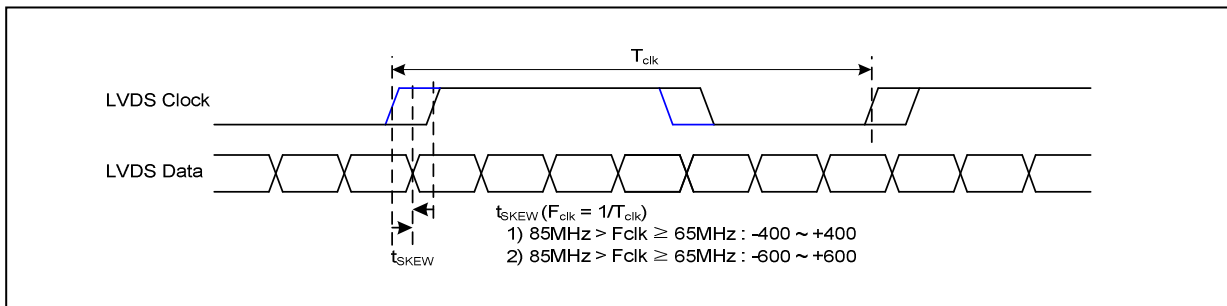 T_clk
LVDS Clock
LVDS Data
t_SKEW (F_clk = 1/T_clk)
1) 85MHz > Fclk ≥ 65MHz : -400 ~ +400
2) 85MHz > Fclk ≥ 65MHz : -600 ~ +600
t_SKEW